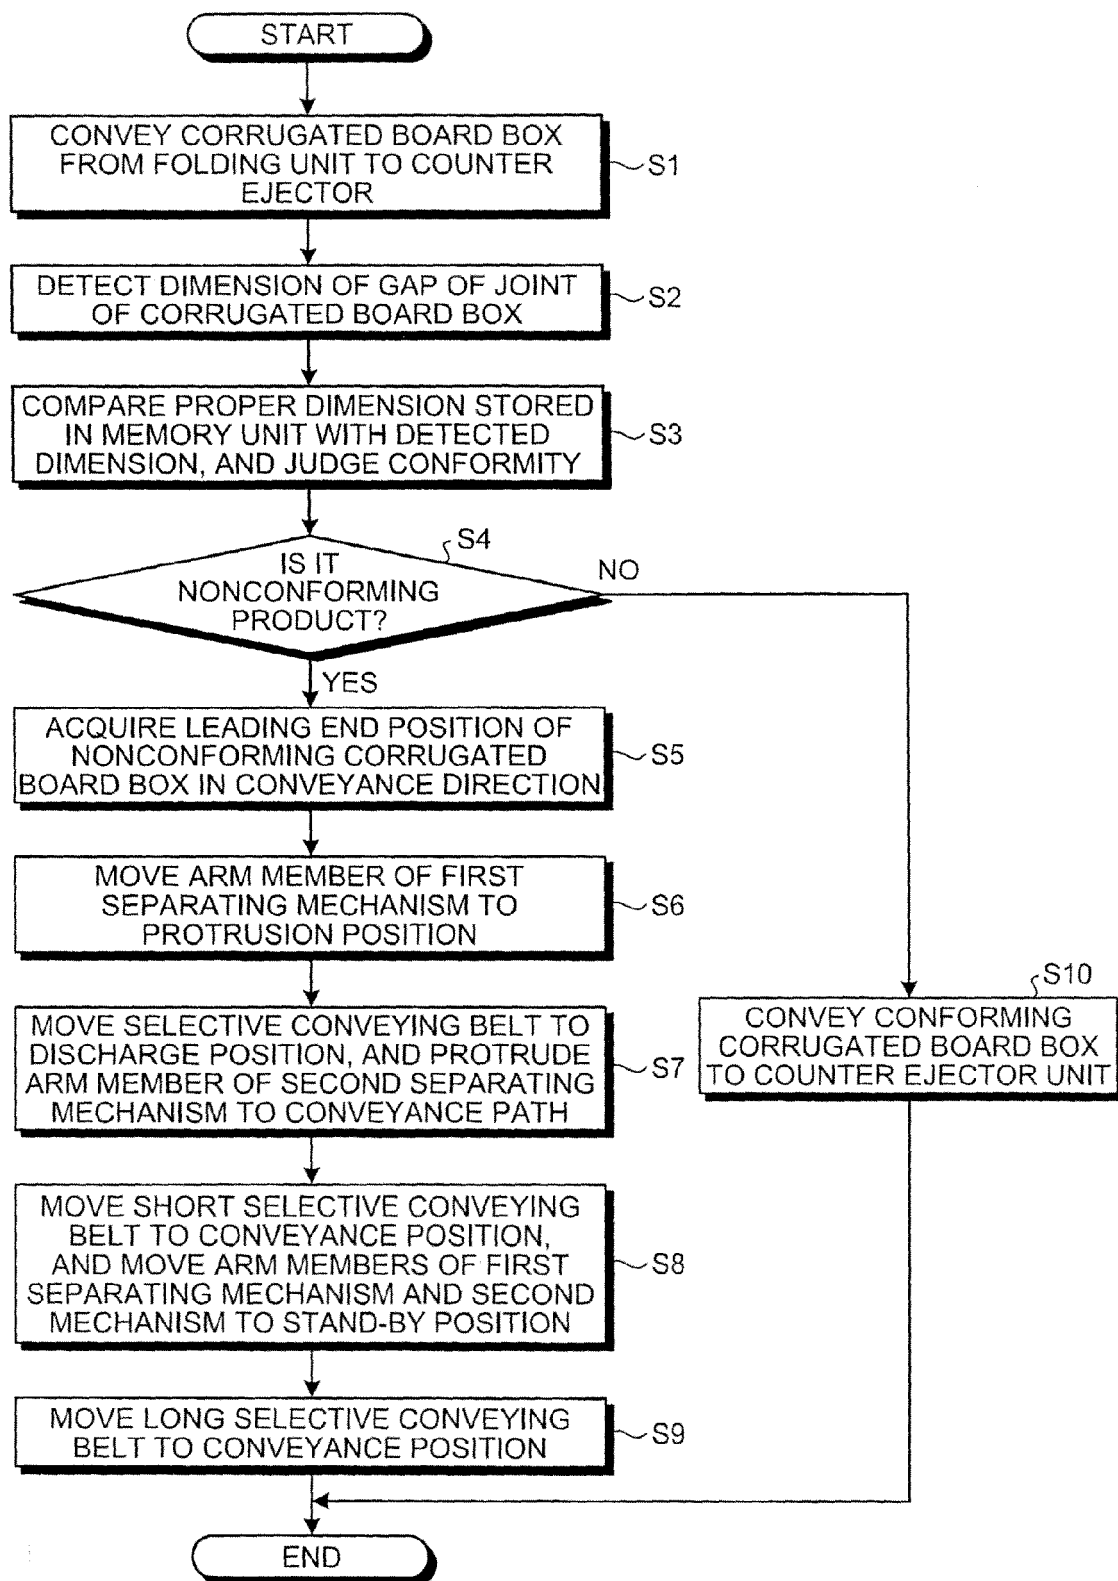 START
CONVEY CORRUGATED BOARD BOX
FROM FOLDING UNIT TO COUNTER
EJECTOR
S1
DETECT DIMENSION OF GAP OF JOINT
OF CORRUGATED BOARD BOX
S2
COMPARE PROPER DIMENSION STORED
IN MEMORY UNIT WITH DETECTED
DIMENSION, AND JUDGE CONFORMITY
S3
S4
IS IT
NONCONFORMING
PRODUCT?
NO
YES
ACQUIRE LEADING END POSITION OF
NONCONFORMING CORRUGATED
BOARD BOX IN CONVEYANCE DIRECTION
S5
MOVE ARM MEMBER OF FIRST
SEPARATING MECHANISM TO
PROTRUSION POSITION
S6
MOVE SELECTIVE CONVEYING BELT TO
DISCHARGE POSITION, AND PROTRUDE
ARM MEMBER OF SECOND SEPARATING
MECHANISM TO CONVEYANCE PATH
S7
S10
CONVEY CONFORMING
CORRUGATED BOARD BOX
TO COUNTER EJECTOR UNIT
MOVE SHORT SELECTIVE CONVEYING
BELT TO CONVEYANCE POSITION,
AND MOVE ARM MEMBERS OF FIRST
SEPARATING MECHANISM AND SECOND
MECHANISM TO STAND-BY POSITION
S8
MOVE LONG SELECTIVE CONVEYING
BELT TO CONVEYANCE POSITION
S9
END